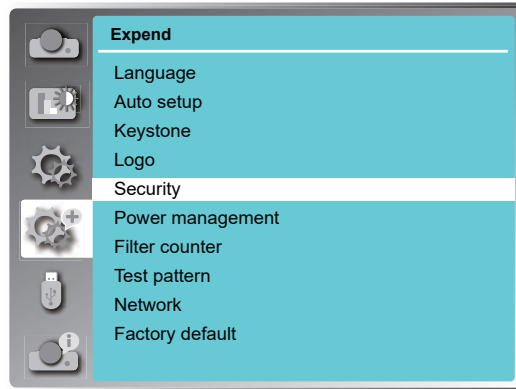 Expend
Language
Auto setup
Keystone
Logo
Security
Power management
Filter counter
Test pattern
Network
Factory default